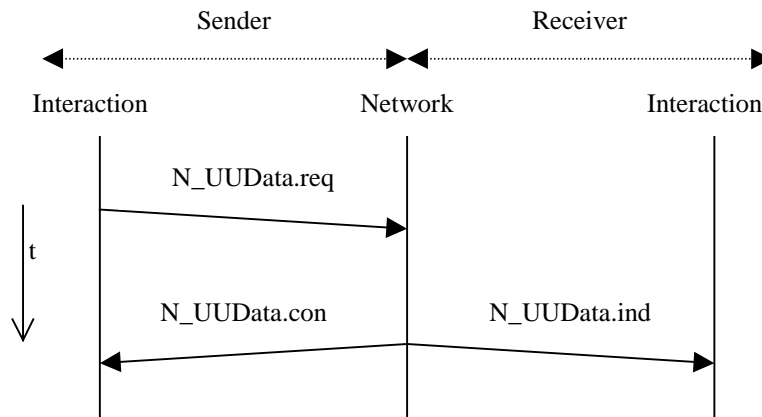 Sender Receiver
Interaction Network Interaction
N_UUData.req
t
N_UUData.con N_UUData.ind